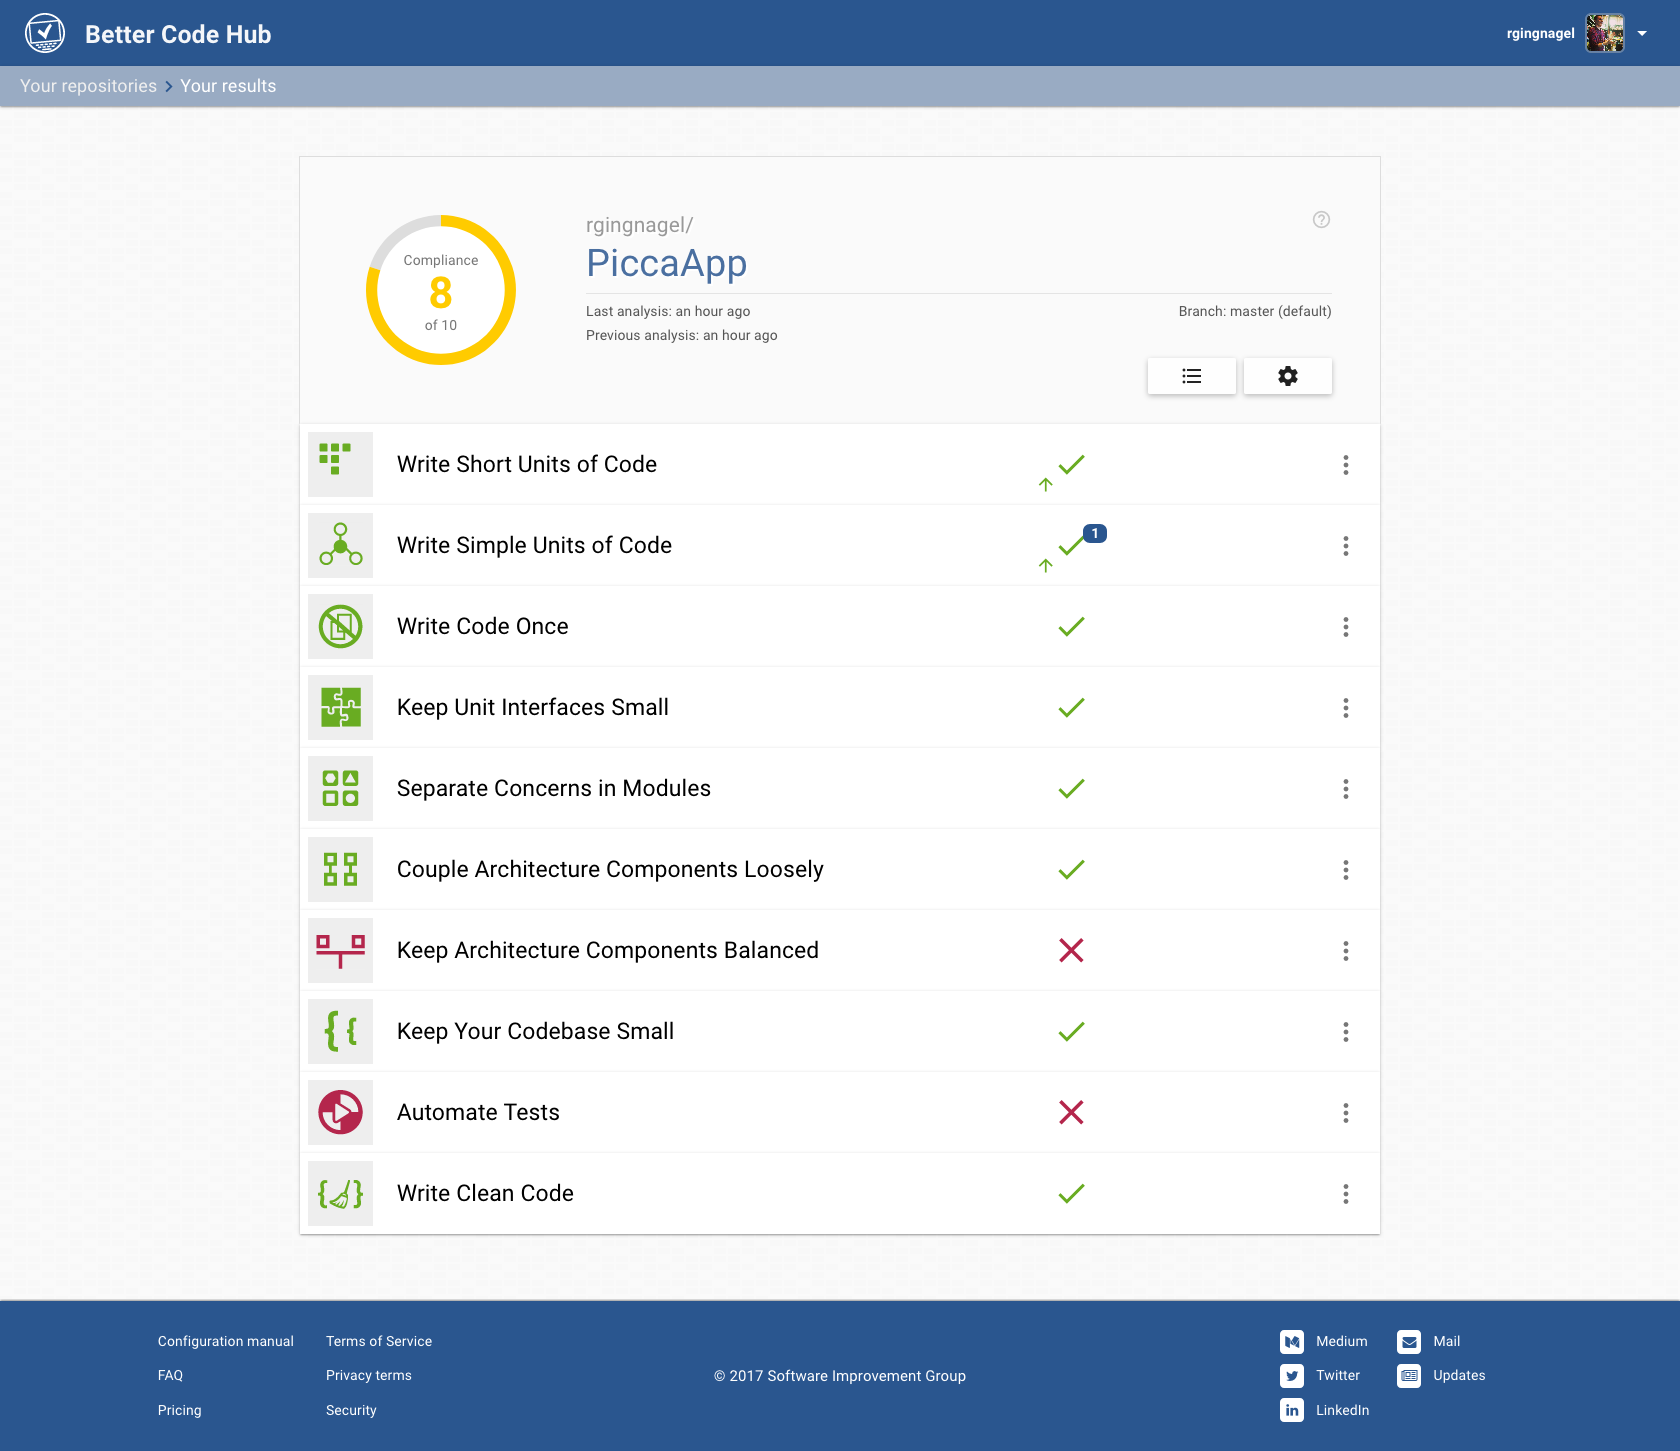 Better Code Hub
rgingnagel
Your repositories
Your results
Compliance
8
of 10
rgingnagel/
PiccaApp
Last analysis: an hour ago
Branch: master (default)
Previous analysis: an hour ago
Write Short Units of Code
Write Simple Units of Code
1
Write Code Once
Keep Unit Interfaces Small
Separate Concerns in Modules
Couple Architecture Components Loosely
Keep Architecture Components Balanced
Keep Your Codebase Small
Automate Tests
Write Clean Code
Configuration manual
FAQ
Pricing
Terms of Service
Privacy terms
Security
© 2017 Software Improvement Group
Medium
Twitter
LinkedIn
Mail
Updates